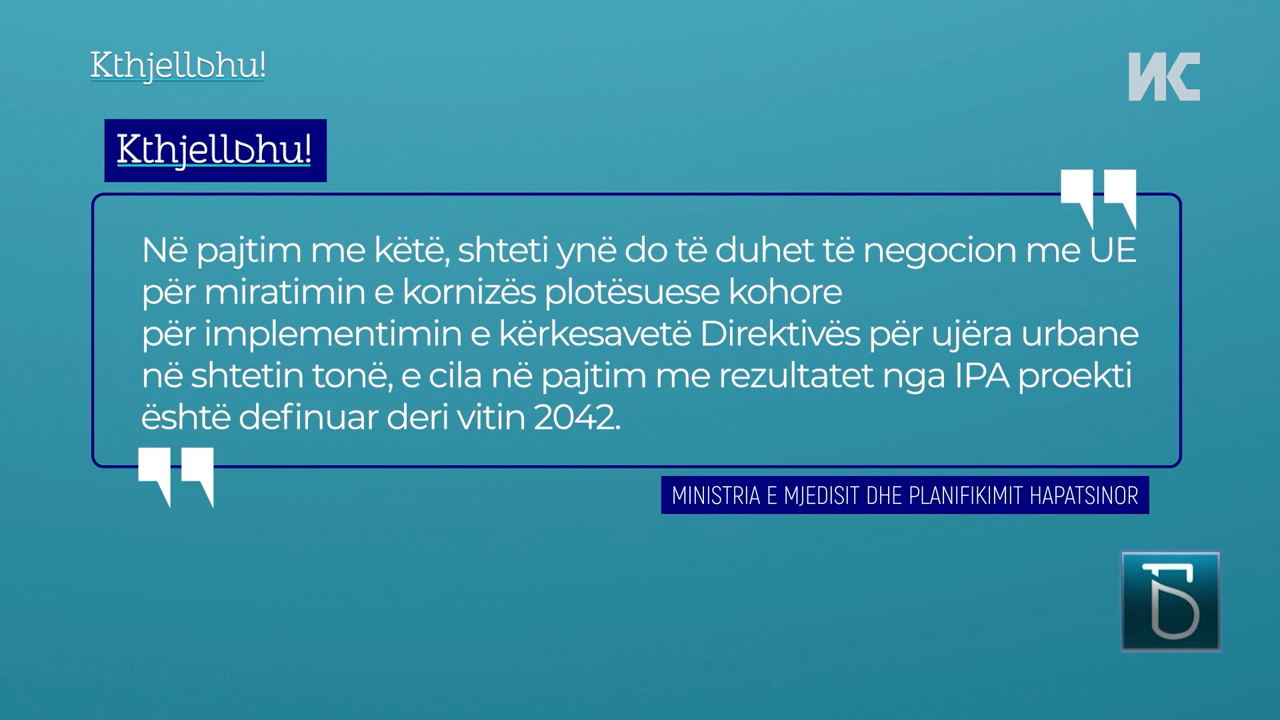 Kthjellohu!
ИС
Kthjellohu!
Në pajtim me këtë, shteti ynë do të duhet të negocion me UE
për miratimin e kornizës plotësuese kohore
për implementimin e kërkesavetë Direktivës për ujëra urbane
në shtetin tonë, e cila në pajtim me rezultatet nga IPA proekti
është definuar deri vitin 2042.
MINISTRIA E MJEDISIT DHE PLANIFIKIMIT HAPATSINOR